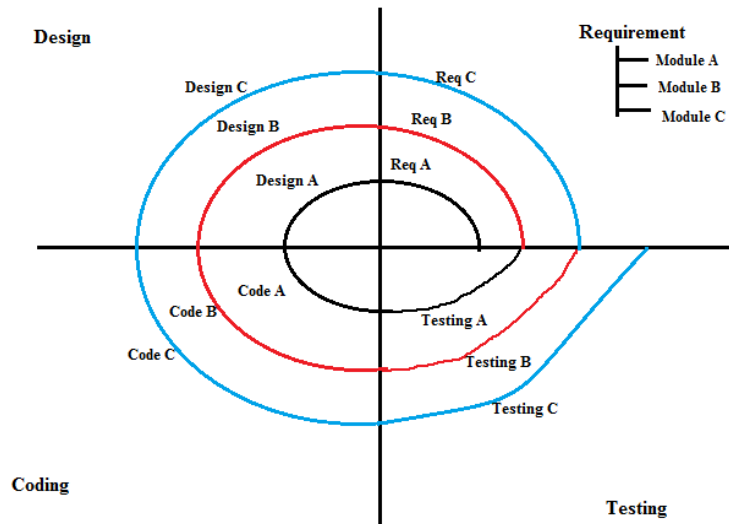 Design
Requirement
Module A
Module B
Module C
Design C
Req C
Design B
Req B
Design A
Req A
Code A
Code B
Code C
Testing A
Testing B
Testing C
Coding
Testing